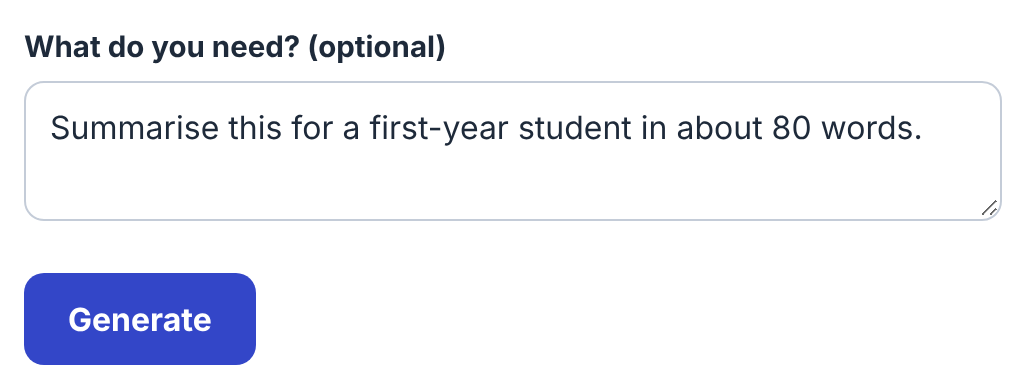 What do you need? (optional)
Summarise this for a first-year student in about 80 words.
Generate